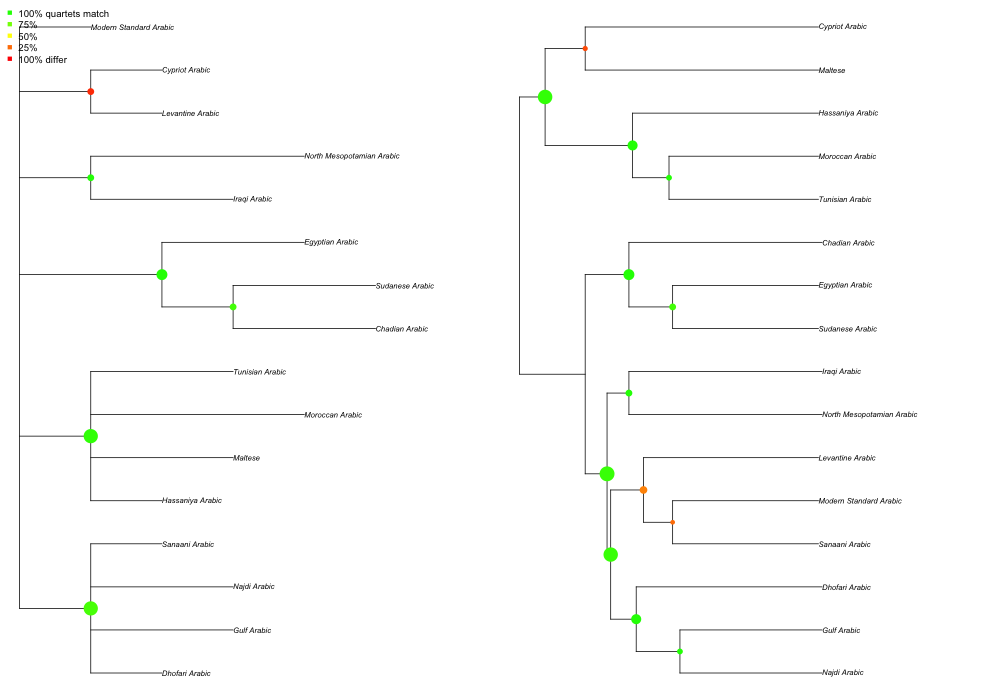 100% quartets match
75%
50%
25%
100% differ
Modern Standard Arabic
Cypriot Arabic
Levantine Arabic
North Mesopotamian Arabic
Iraqi Arabic
Egyptian Arabic
Sudanese Arabic
Chadian Arabic
Tunisian Arabic
Moroccan Arabic
Maltese
Hassaniya Arabic
Sanaani Arabic
Najdi Arabic
Gulf Arabic
Dhofari Arabic
Cypriot Arabic
Maltese
Hassaniya Arabic
Moroccan Arabic
Tunisian Arabic
Chadian Arabic
Egyptian Arabic
Sudanese Arabic
Iraqi Arabic
North Mesopotamian Arabic
Levantine Arabic
Modern Standard Arabic
Sanaani Arabic
Dhofari Arabic
Gulf Arabic
Najdi Arabic